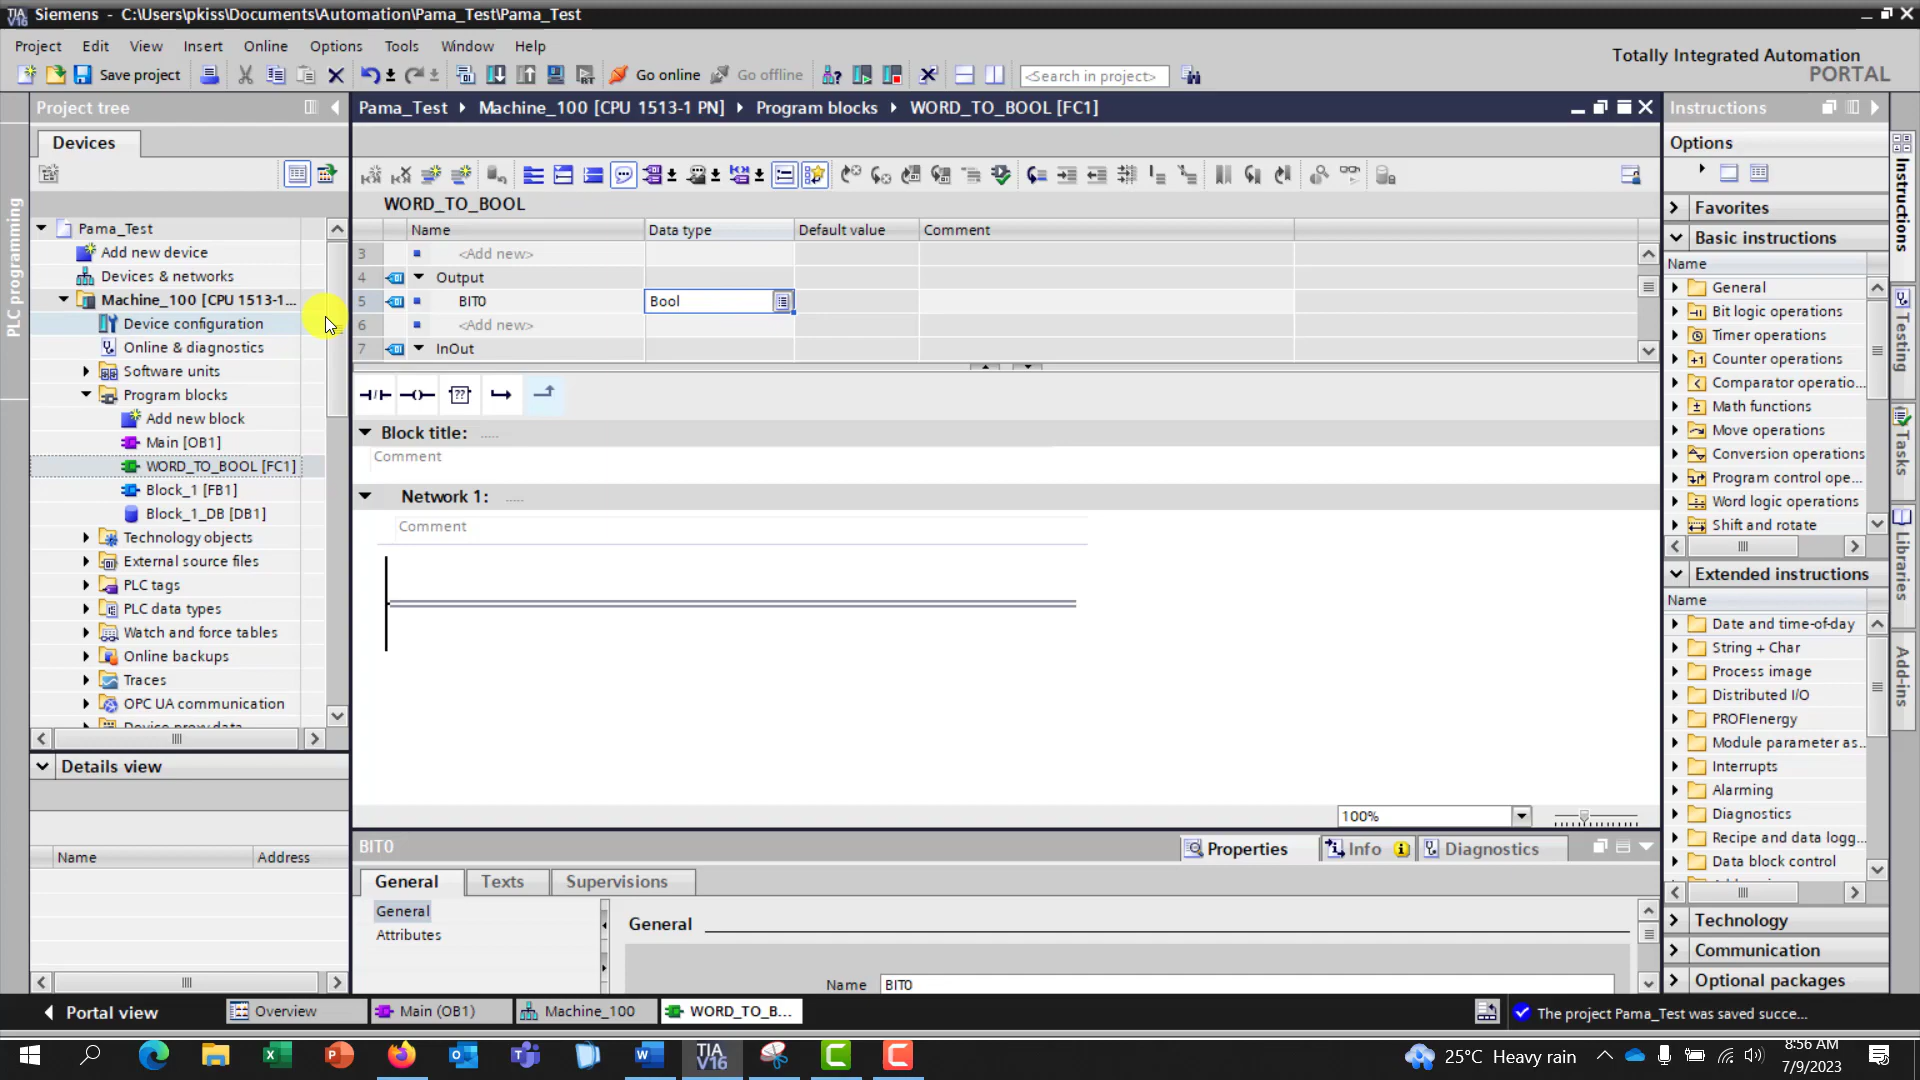 Siemens - C:\Users\pkiss\Documents\Automation\Pama_Test\Pama_Test
Project Edit View Insert Online Options Tools Window Help
Totally Integrated Automation
PORTAL
Save project
Go online
Go offline
<Search in project>
Project tree
Pama_Test
Machine_100 [CPU 1513-1 PN]
Program blocks
WORD_TO_BOOL [FC1]
Instructions
Devices
Options
PLC programming
WORD_TO_BOOL
Name Data type Default value Comment
3 <Add new>
4 Output
5 BIT0 Bool
6 <Add new>
7 InOut
Pama_Test
Add new device
Devices & networks
Machine_100 [CPU 1513-1...
Device configuration
Online & diagnostics
Software units
Program blocks
Add new block
Main [OB1]
WORD_TO_BOOL [FC1]
Block_1 [FB1]
Block_1_DB [DB1]
Technology objects
External source files
PLC tags
PLC data types
Watch and force tables
Online backups
Traces
OPC UA communication
Device proxy data
Details view
Name Address
??
Block title: .....
Comment
Network 1: .....
Comment
100%
BIT0
Properties
Info
Diagnostics
General
Texts
Supervisions
General
Attributes
General
Name BIT0
Favorites
Basic instructions
Name
General
Bit logic operations
Timer operations
Counter operations
Comparator operatio...
Math functions
Move operations
Conversion operations
Program control ope...
Word logic operations
Shift and rotate
Extended instructions
Name
Date and time-of-day
String + Char
Process image
Distributed I/O
PROFIenergy
Module parameter as...
Interrupts
Alarming
Diagnostics
Recipe and data logg...
Data block control
Technology
Communication
Optional packages
Instructions
Testing
Tasks
Libraries
Add-ins
Portal view
Overview
Main (OB1)
Machine_100
WORD_TO_B...
The project Pama_Test was saved succe...
25°C Heavy rain
8:56 AM
7/9/2023